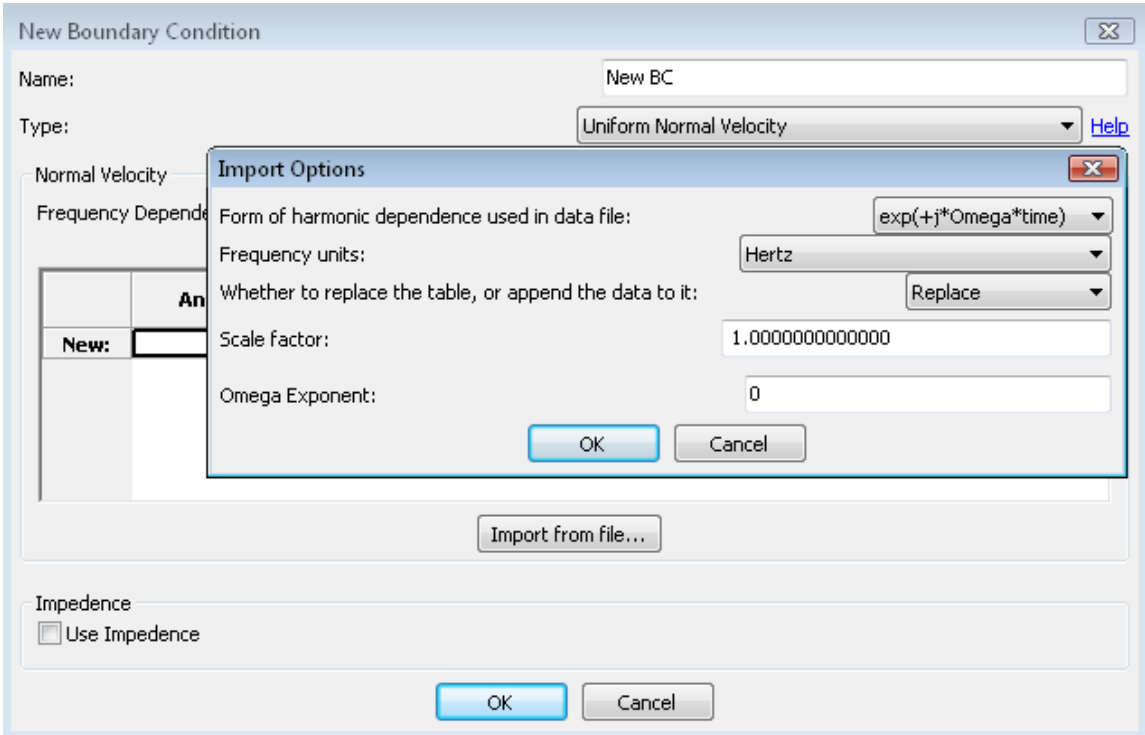 New Boundary Condition
Name: New BC
Type: Uniform Normal Velocity Help
Normal Velocity
Import Options
Frequency Depende
Form of harmonic dependence used in data file: exp(+j*Omega*time)
Frequency units: Hertz
An
Whether to replace the table, or append the data to it: Replace
New:
Scale factor: 1.0000000000000
Omega Exponent: 0
OK Cancel
Import from file...
Impedence
Use Impedence
OK Cancel